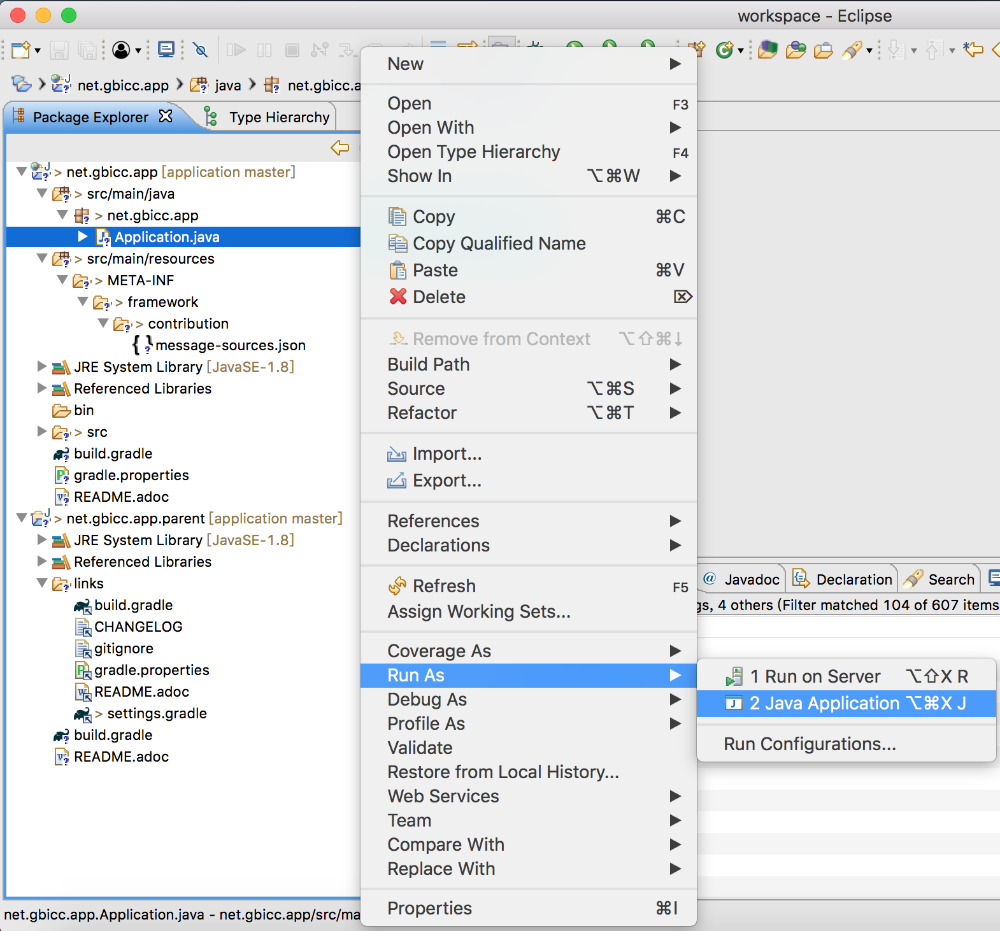 workspace - Eclipse
net.gbicc.app
java
net.gbicc.a
Package Explorer
Type Hierarchy
> net.gbicc.app [application master]
> src/main/java
> net.gbicc.app
Application.java
> src/main/resources
> META-INF
> framework
> contribution
message-sources.json
JRE System Library [JavaSE-1.8]
Referenced Libraries
bin
> src
build.gradle
gradle.properties
README.adoc
> net.gbicc.app.parent [application master]
JRE System Library [JavaSE-1.8]
Referenced Libraries
links
build.gradle
CHANGELOG
gitignore
gradle.properties
README.adoc
> settings.gradle
build.gradle
README.adoc
New
Open F3
Open With
Open Type Hierarchy F4
Show In ⌥⌘W
Copy ⌘C
Copy Qualified Name
Paste ⌘V
Delete ⌦
Remove from Context ⌥⇧⌘↓
Build Path
Source ⌥⌘S
Refactor ⌥⌘T
Import...
Export...
References
Declarations
Refresh F5
Assign Working Sets...
Coverage As
Run As
Debug As
Profile As
Validate
Restore from Local History...
Web Services
Team
Compare With
Replace With
Properties ⌘I
1 Run on Server ⌥⇧X R
2 Java Application ⌥⌘X J
Run Configurations...
@ Javadoc
Declaration
Search
gs, 4 others (Filter matched 104 of 607 items
net.gbicc.app.Application.java - net.gbicc.app/src/ma